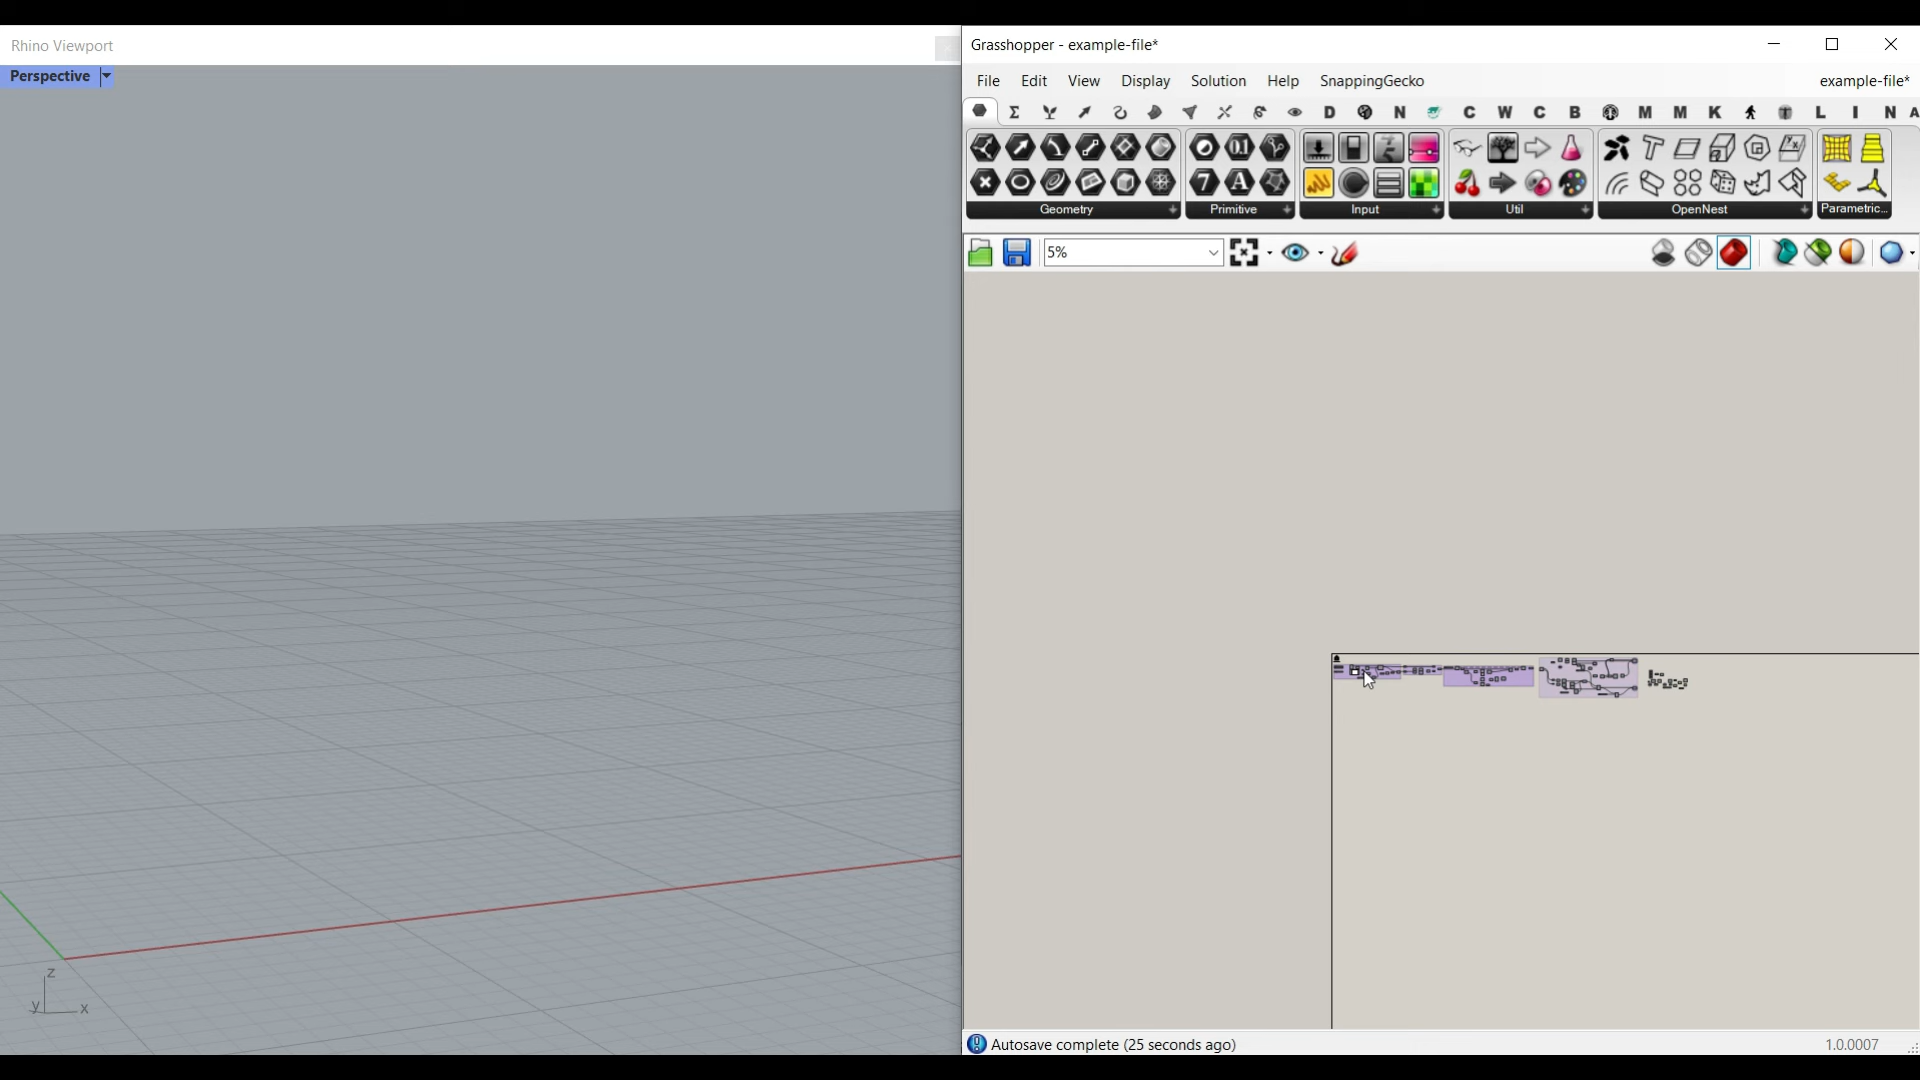 Rhino Viewport
Perspective
z
y
x
Grasshopper - example-file*
File Edit View Display Solution Help SnappingGecko example-file*
D N C W C B M M K L I N A
Geometry Primitive Input Util OpenNest Parametric...
5%
Autosave complete (25 seconds ago)
1.0.0007